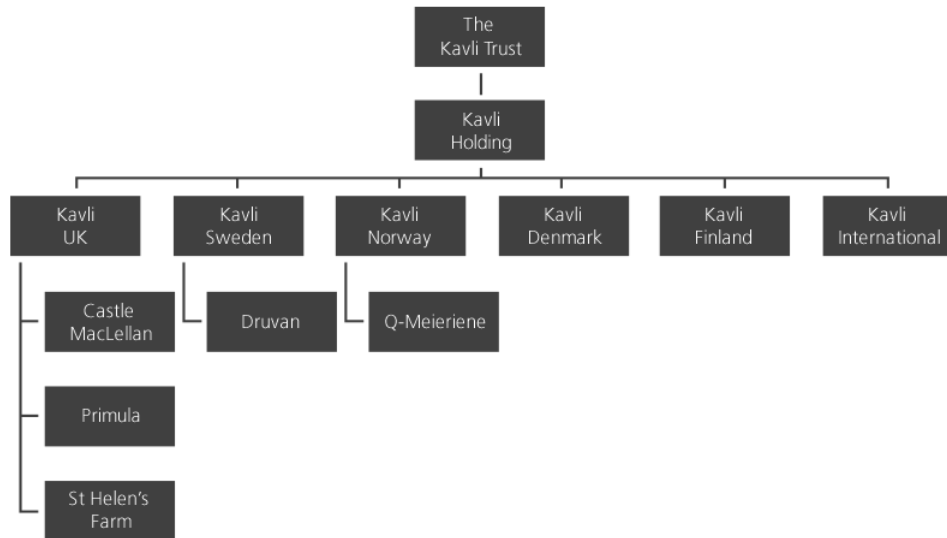 The
Kavli Trust
Kavli
Holding
Kavli
UK
Kavli
Sweden
Kavli
Norway
Kavli
Denmark
Kavli
Finland
Kavli
International
Castle
MacLellan
Druvan
Q-Meieriene
Primula
St Helen’s
Farm